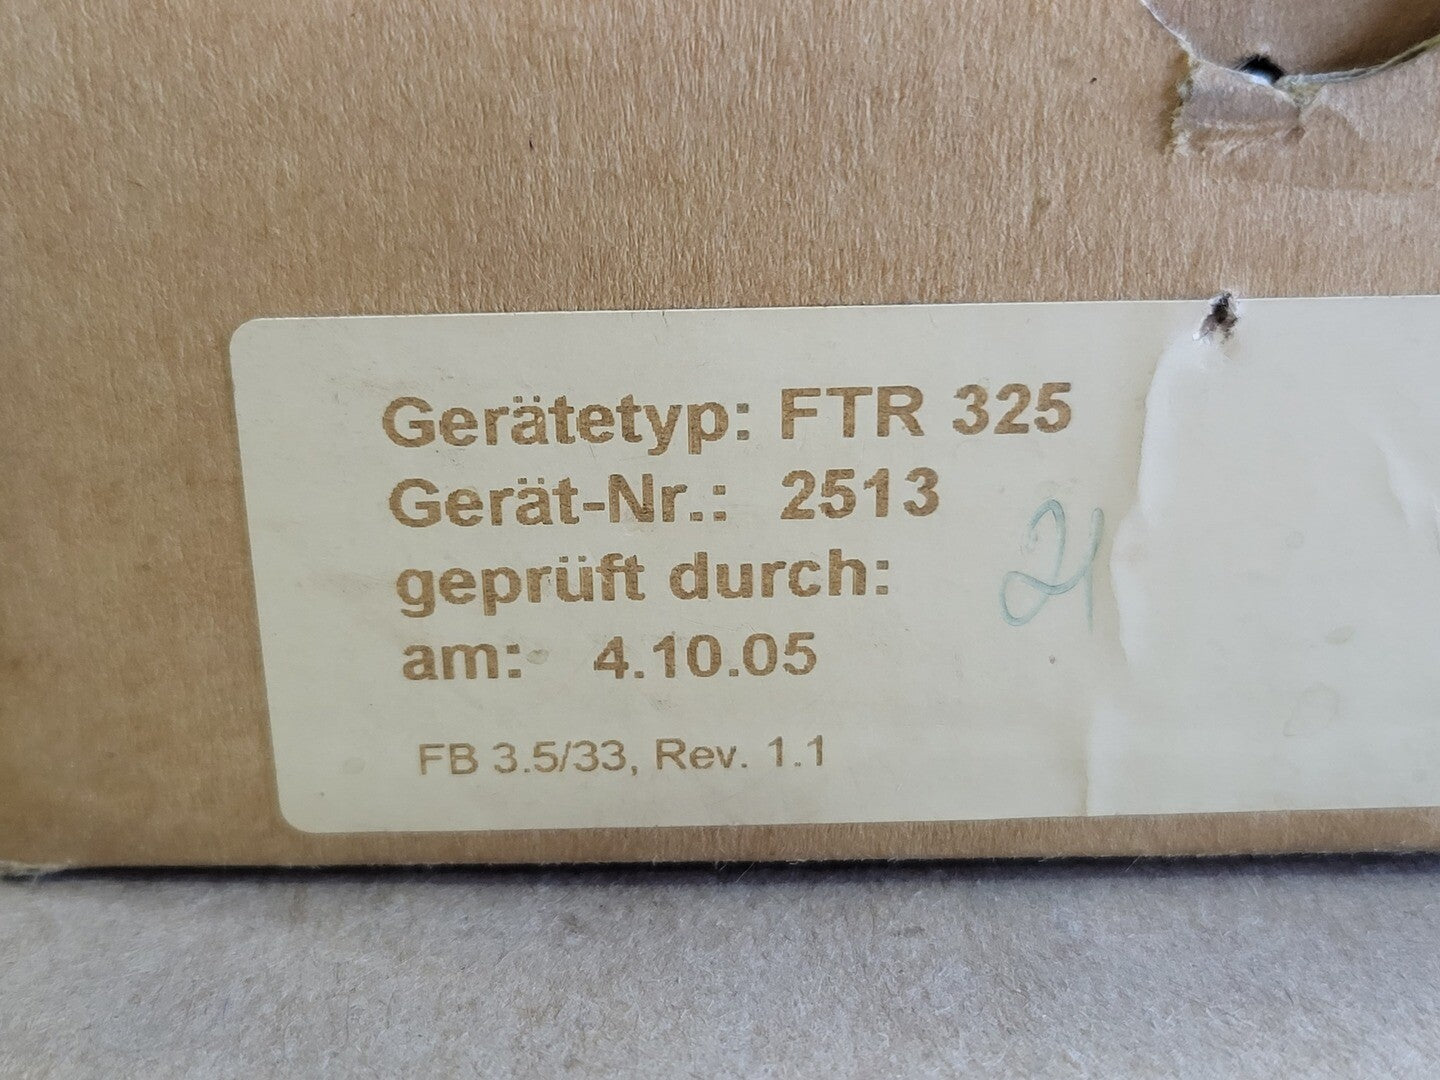 Gerätetyp: FTR 325
Gerät-Nr.: 2513
geprüft durch:
am: 4.10.05
FB 3.5/33, Rev. 1.1